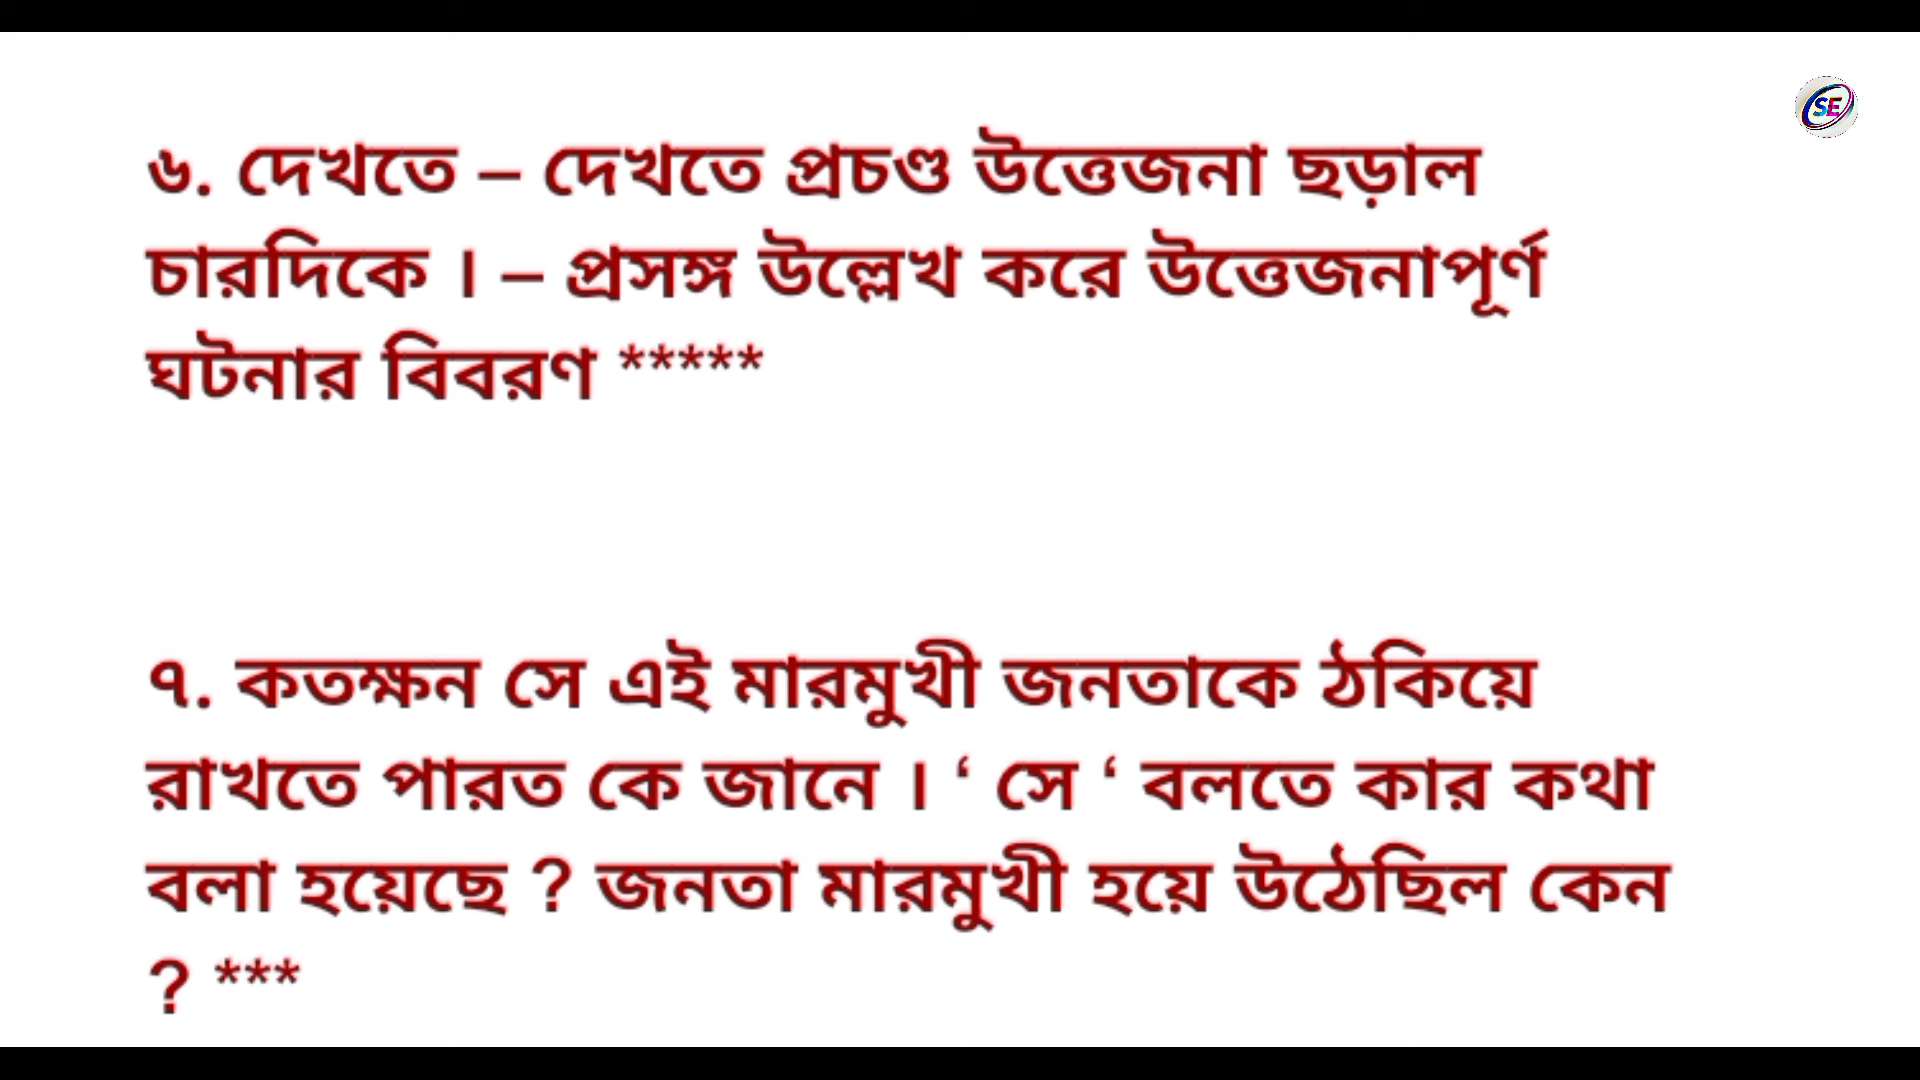 SE
৬. দেখতে – দেখতে প্রচণ্ড উত্তেজনা ছড়াল
চারদিকে । – প্রসঙ্গ উল্লেখ করে উত্তেজনাপূর্ণ
ঘটনার বিবরণ *****
৭. কতক্ষন সে এই মারমুখী জনতাকে ঠকিয়ে
রাখতে পারত কে জানে । ‘ সে ‘ বলতে কার কথা
বলা হয়েছে ? জনতা মারমুখী হয়ে উঠেছিল কেন
? ***